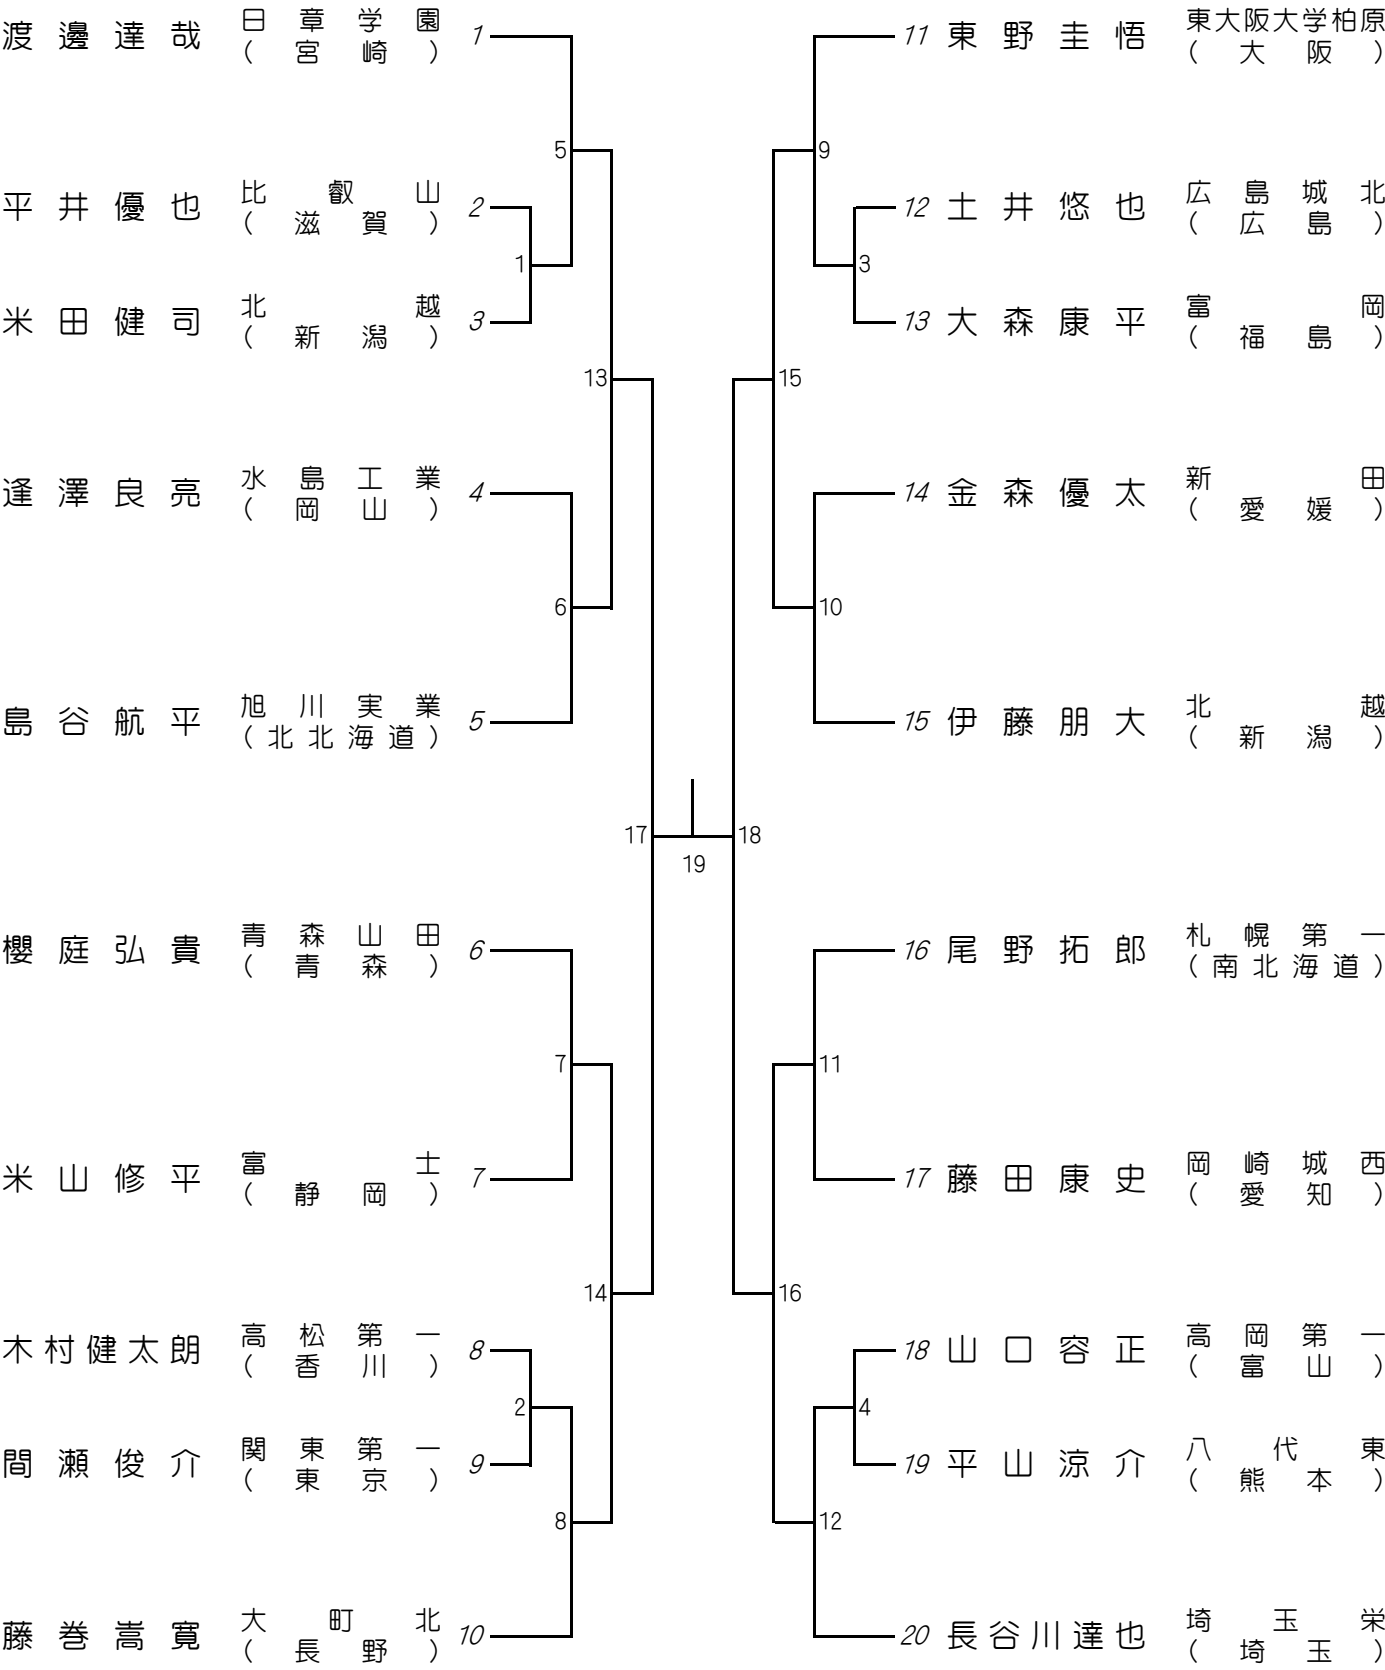 渡邊達哉 日章学園 1
(宮崎)
5
平井優也 比叡山 2
(滋賀)
1
米田健司 北越 3
(新潟)
13
逢澤良亮 水島工業 4
(岡山)
6
島谷航平 旭川実業 5
(北北海道)
17
19
櫻庭弘貴 青森山田 6
(青森)
7
米山修平 富士 7
(静岡)
14
木村健太朗 高松第一 8
(香川)
2
間瀬俊介 関東第一 9
(東京)
8
藤巻嵩寛 大町北 10
(長野)
11 東野圭悟 東大阪大学柏原
(大阪)
9
12 土井悠也 広島城北
(広島)
3
13 大森康平 富岡
(福島)
15
14 金森優太 新田
(愛媛)
10
15 伊藤朋大 北越
(新潟)
18
16 尾野拓郎 札幌第一
(南北海道)
11
17 藤田康史 岡崎城西
(愛知)
16
18 山口容正 高岡第一
(富山)
4
19 平山涼介 八代東
(熊本)
12
20 長谷川達也 埼玉栄
(埼玉)